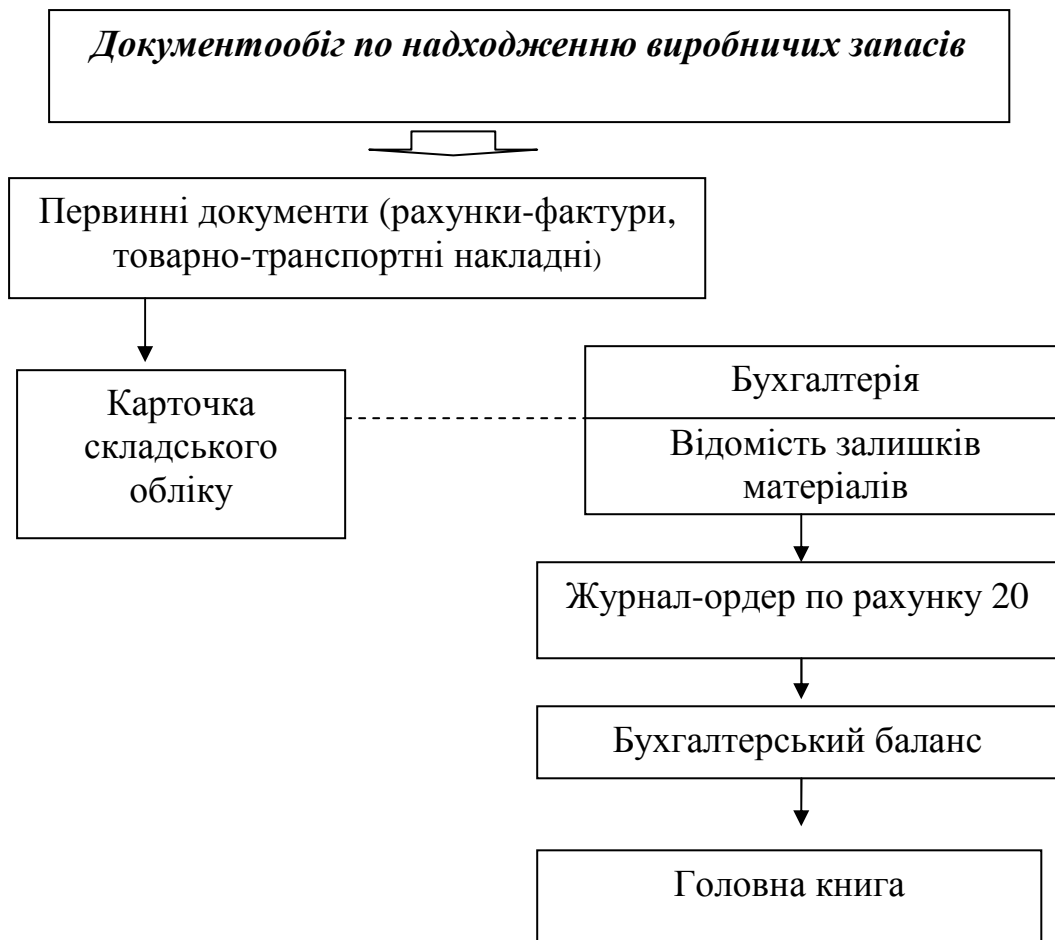 Документообіг по надходженню виробничих запасів
Первинні документи (рахунки-фактури,
товарно-транспортні накладні)
Карточка
складського
обліку
Бухгалтерія
Відомість залишків
матеріалів
Журнал-ордер по рахунку 20
Бухгалтерський баланс
Головна книга